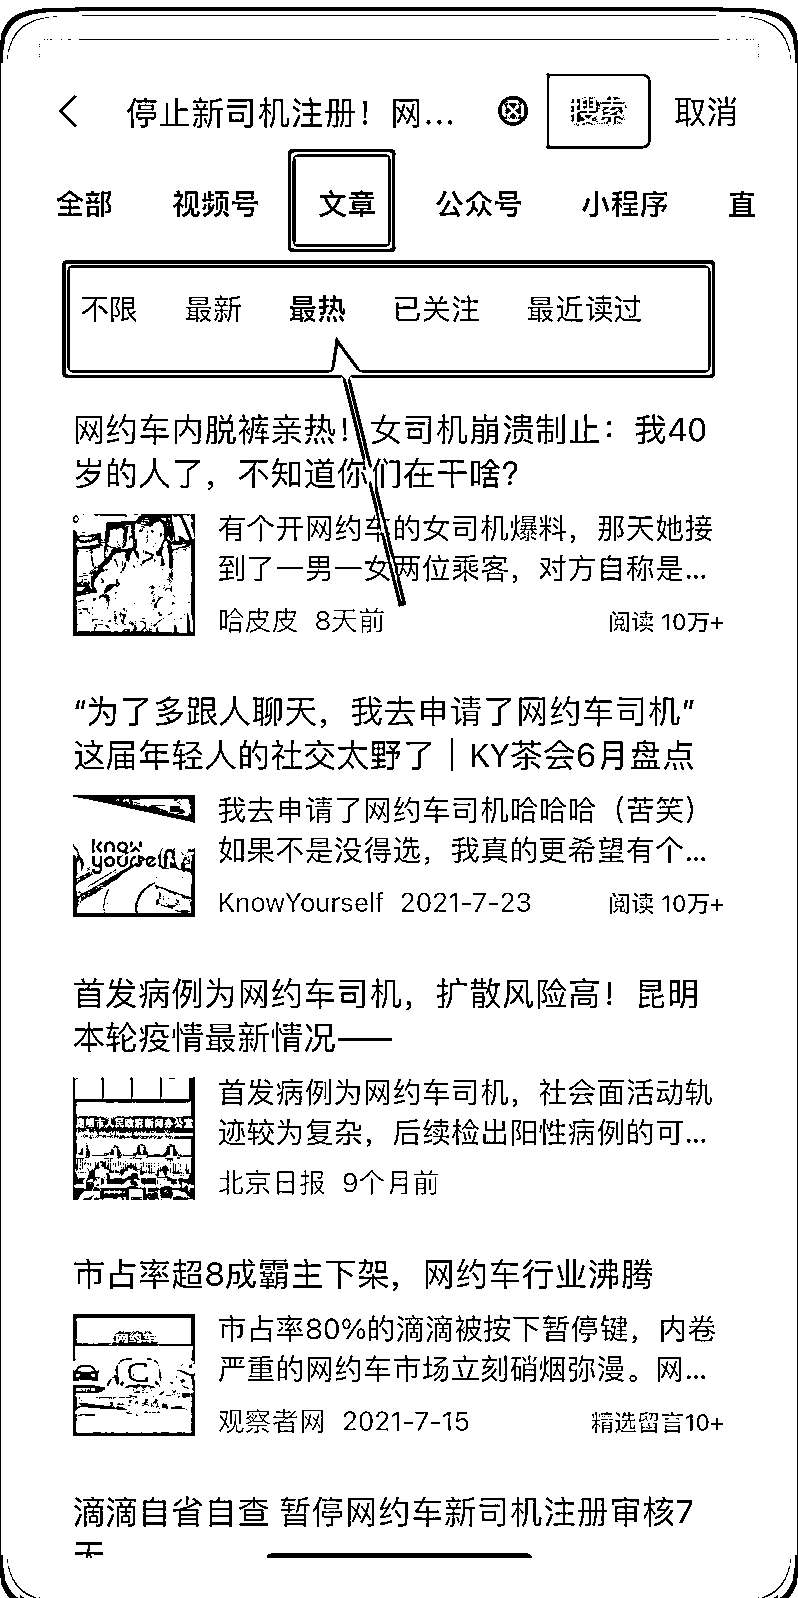 停止新司机注册！网... 搜索 取消
全部 视频号 文章 公众号 小程序 直
不限 最新 最热 已关注 最近读过
网约车内脱裤亲热！女司机崩溃制止：我40
岁的人了，不知道你们在干啥？
有个开网约车的女司机爆料，那天她接
到了一男一女两位乘客，对方自称是...
哈皮皮 8天前 阅读 10万+
“为了多跟人聊天，我去申请了网约车司机”
这届年轻人的社交太野了｜KY茶会6月盘点
know
yourself
我去申请了网约车司机哈哈哈（苦笑）
如果不是没得选，我真的更希望有个...
KnowYourself 2021-7-23 阅读 10万+
首发病例为网约车司机，扩散风险高！昆明
本轮疫情最新情况——
首发病例为网约车司机，社会面活动轨
迹较为复杂，后续检出阳性病例的可...
北京日报 9个月前
市占率超8成霸主下架，网约车行业沸腾
网约车
市占率80%的滴滴被按下暂停键，内卷
严重的网约车市场立刻硝烟弥漫。网...
观察者网 2021-7-15 精选留言10+
滴滴自省自查 暂停网约车新司机注册审核7
天